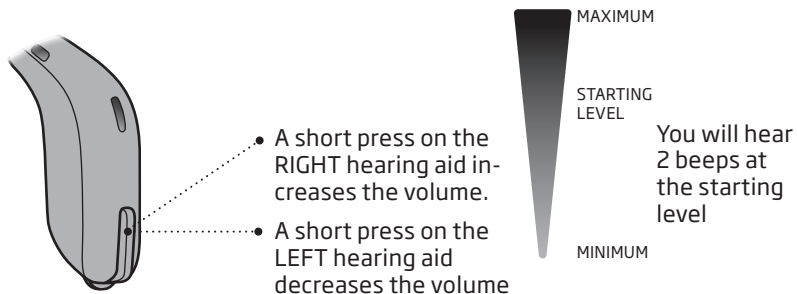 A short press on the
RIGHT hearing aid in-
creases the volume.
A short press on the
LEFT hearing aid
decreases the volume
MAXIMUM
STARTING
LEVEL
MINIMUM
You will hear
2 beeps at
the starting
level